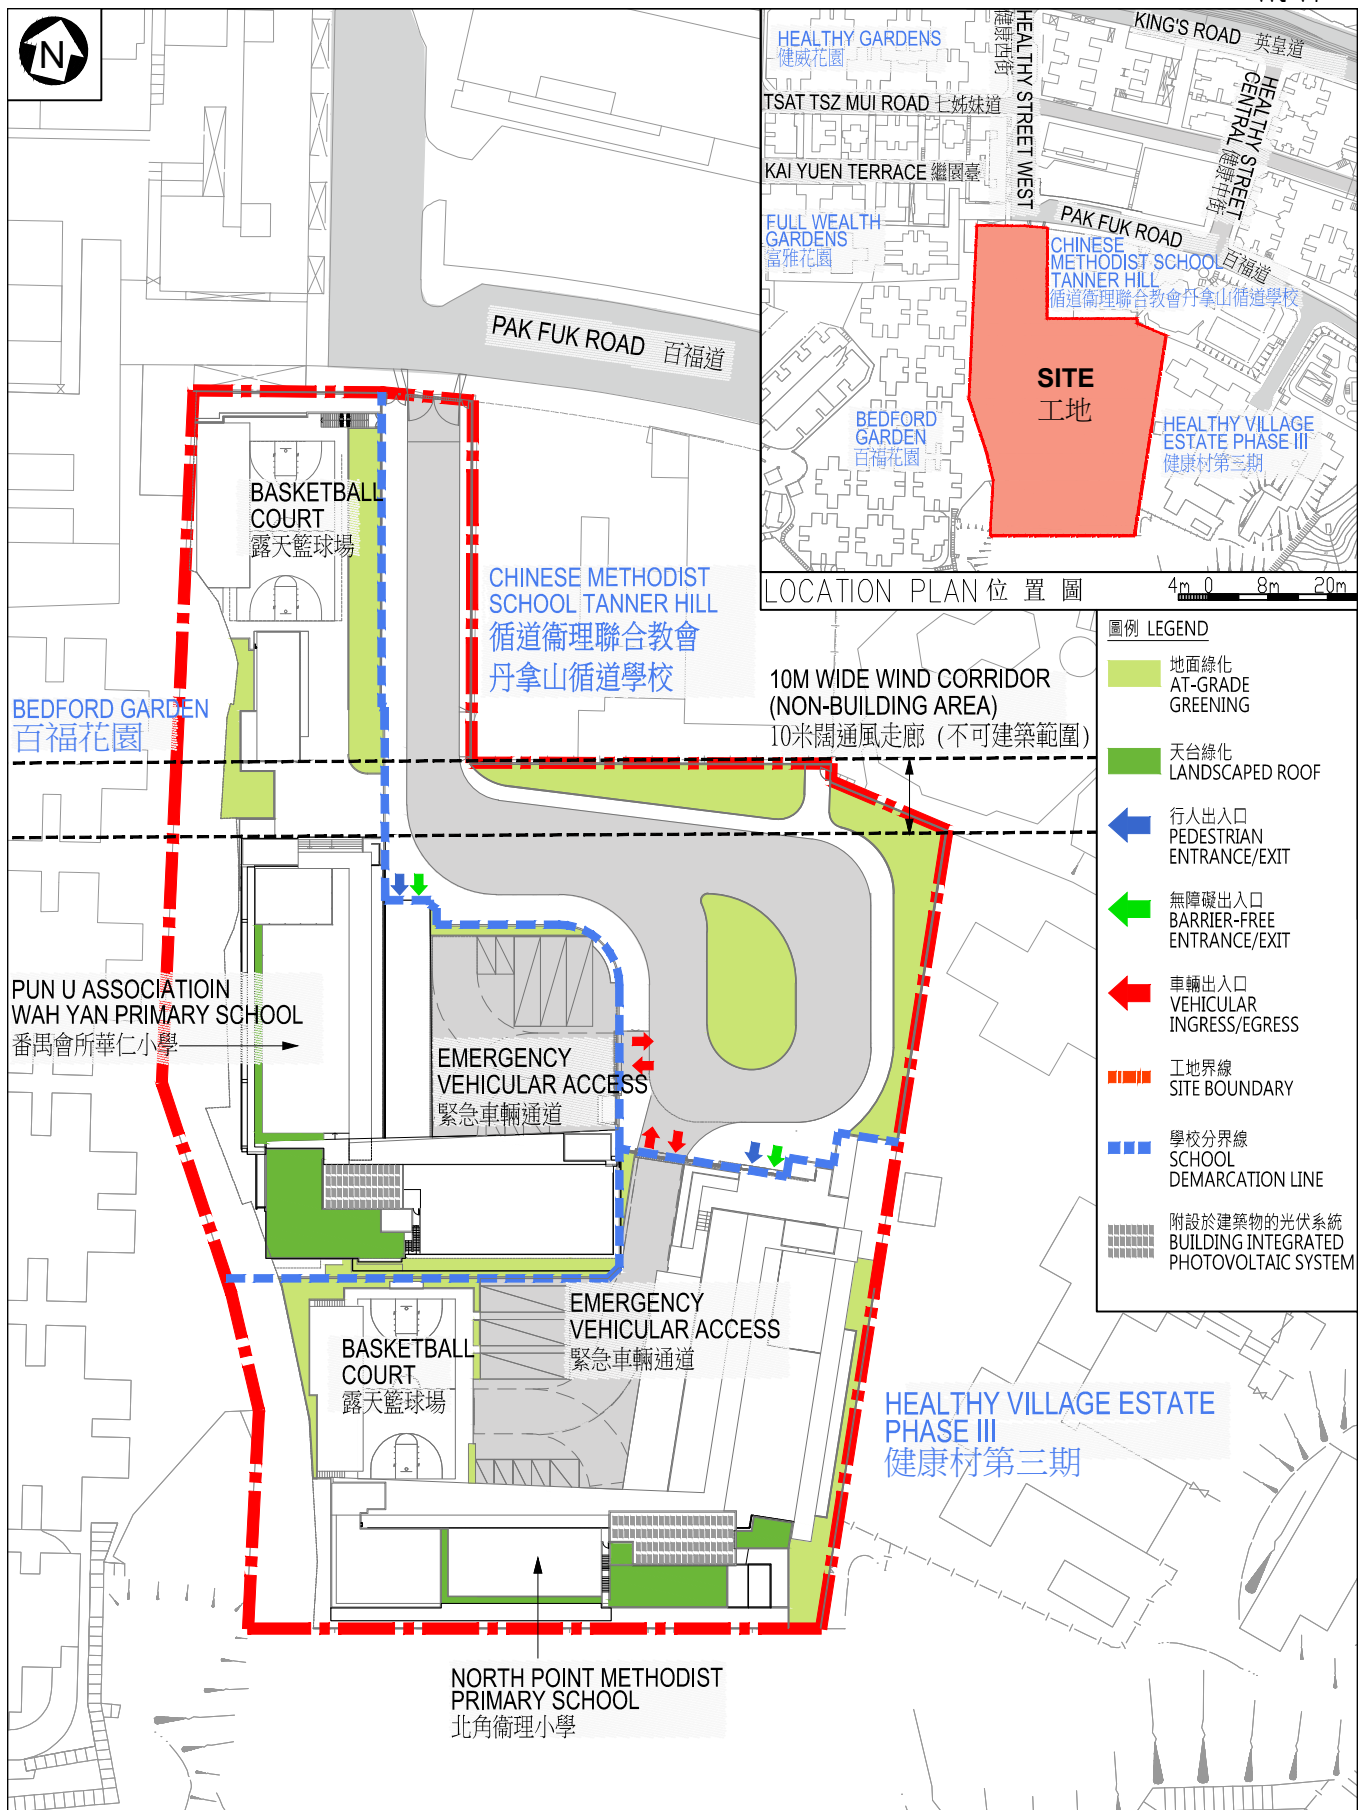 N
HEALTHY GARDENS
健威花園
健康西街
HEALTHY STREET WEST
KING'S ROAD 英皇道
HEALTHY STREET
CENTRAL 健康中街
TSAT TSZ MUI ROAD 七姊妹道
KAI YUEN TERRACE 繼園臺
PAK FUK ROAD
百福道
FULL WEALTH
GARDENS
富雅花園
CHINESE
METHODIST SCHOOL
TANNER HILL
循道衞理聯合教會丹拿山循道學校
SITE
工地
BEDFORD
GARDEN
百福花園
HEALTHY VILLAGE
ESTATE PHASE III
健康村第三期
LOCATION PLAN 位置圖
4m 0 8m 20m
PAK FUK ROAD 百福道
BASKETBALL
COURT
露天籃球場
CHINESE METHODIST
SCHOOL TANNER HILL
循道衞理聯合教會
丹拿山循道學校
10M WIDE WIND CORRIDOR
(NON-BUILDING AREA)
10米闊通風走廊 (不可建築範圍)
BEDFORD GARDEN
百福花園
圖例 LEGEND
地面綠化
AT-GRADE
GREENING
天台綠化
LANDSCAPED ROOF
行人出入口
PEDESTRIAN
ENTRANCE/EXIT
無障礙出入口
BARRIER-FREE
ENTRANCE/EXIT
車輛出入口
VEHICULAR
INGRESS/EGRESS
工地界線
SITE BOUNDARY
學校分界線
SCHOOL
DEMARCATION LINE
附設於建築物的光伏系統
BUILDING INTEGRATED
PHOTOVOLTAIC SYSTEM
PUN U ASSOCIATIOIN
WAH YAN PRIMARY SCHOOL
番禺會所華仁小學
EMERGENCY
VEHICULAR ACCESS
緊急車輛通道
EMERGENCY
VEHICULAR ACCESS
緊急車輛通道
BASKETBALL
COURT
露天籃球場
HEALTHY VILLAGE ESTATE
PHASE III
健康村第三期
NORTH POINT METHODIST
PRIMARY SCHOOL
北角衞理小學